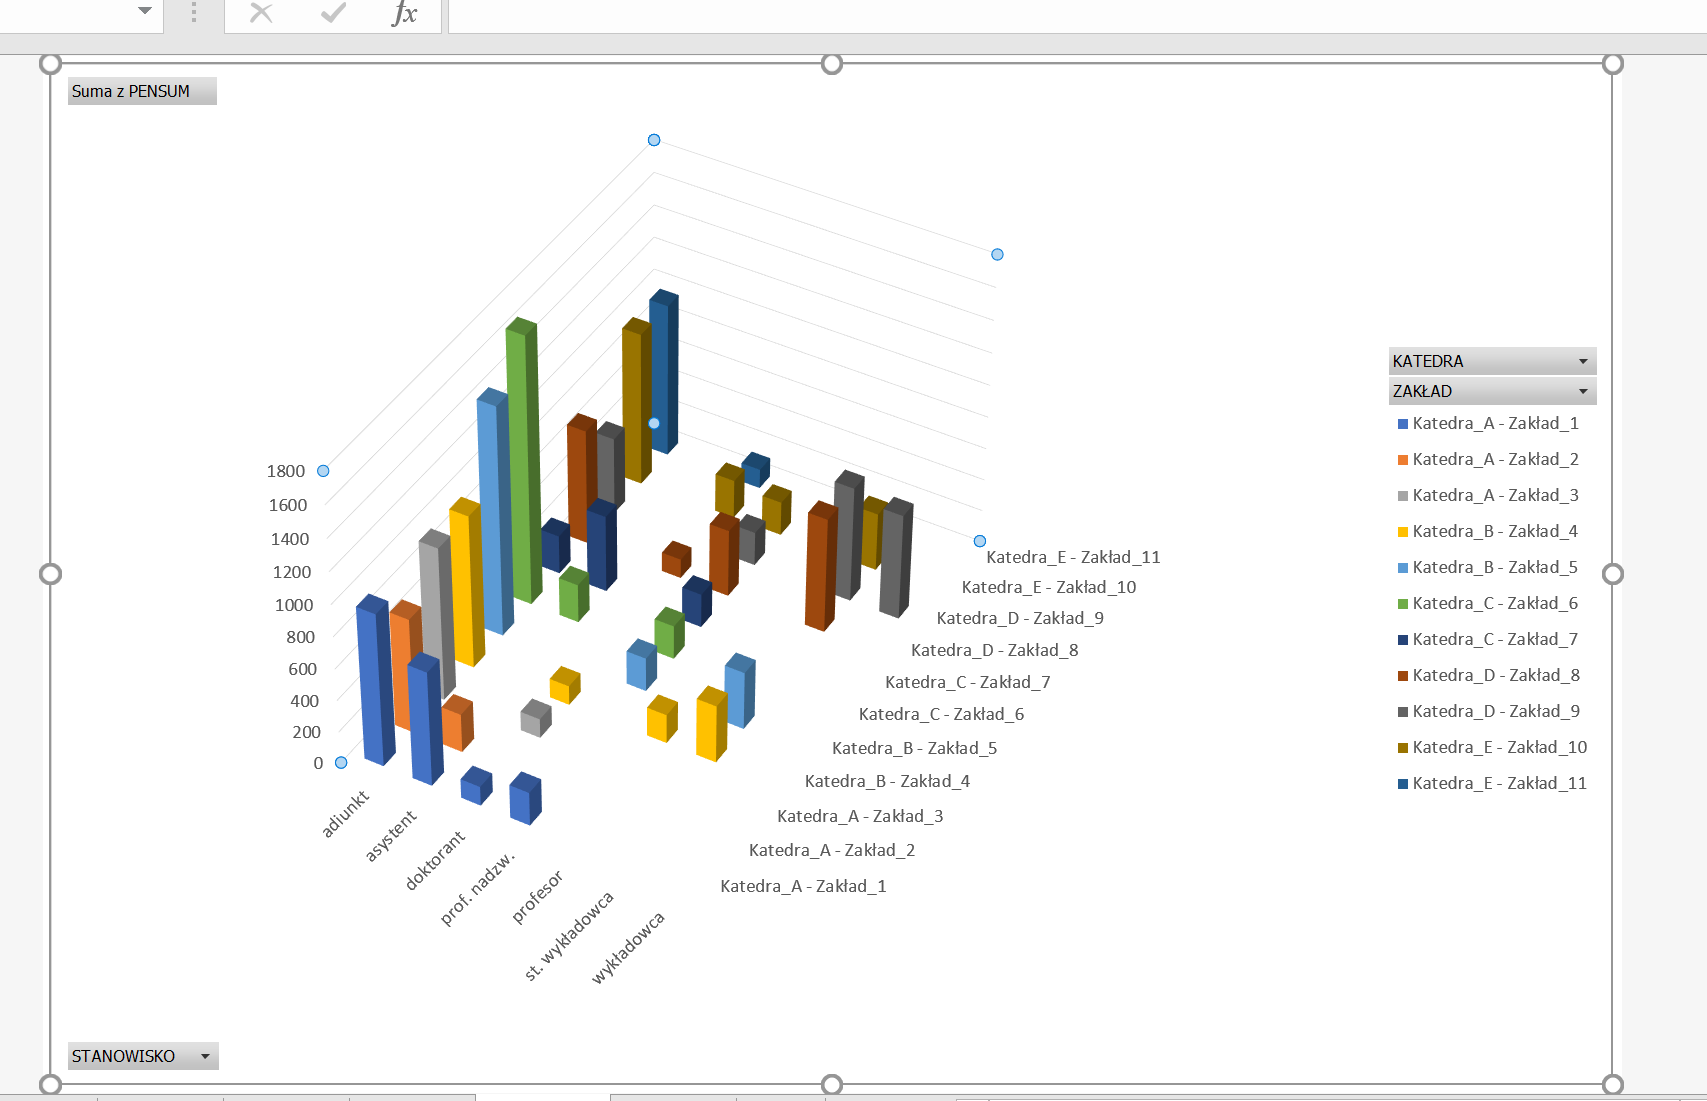 fx
Suma z PENSUM
1800
1600
1400
1200
1000
800
600
400
200
0
adiunkt
asystent
doktorant
prof. nadzw.
profesor
st. wykładowca
wykładowca
Katedra_E - Zakład_11
Katedra_E - Zakład_10
Katedra_D - Zakład_9
Katedra_D - Zakład_8
Katedra_C - Zakład_7
Katedra_C - Zakład_6
Katedra_B - Zakład_5
Katedra_B - Zakład_4
Katedra_A - Zakład_3
Katedra_A - Zakład_2
Katedra_A - Zakład_1
KATEDRA
ZAKŁAD
Katedra_A - Zakład_1
Katedra_A - Zakład_2
Katedra_A - Zakład_3
Katedra_B - Zakład_4
Katedra_B - Zakład_5
Katedra_C - Zakład_6
Katedra_C - Zakład_7
Katedra_D - Zakład_8
Katedra_D - Zakład_9
Katedra_E - Zakład_10
Katedra_E - Zakład_11
STANOWISKO